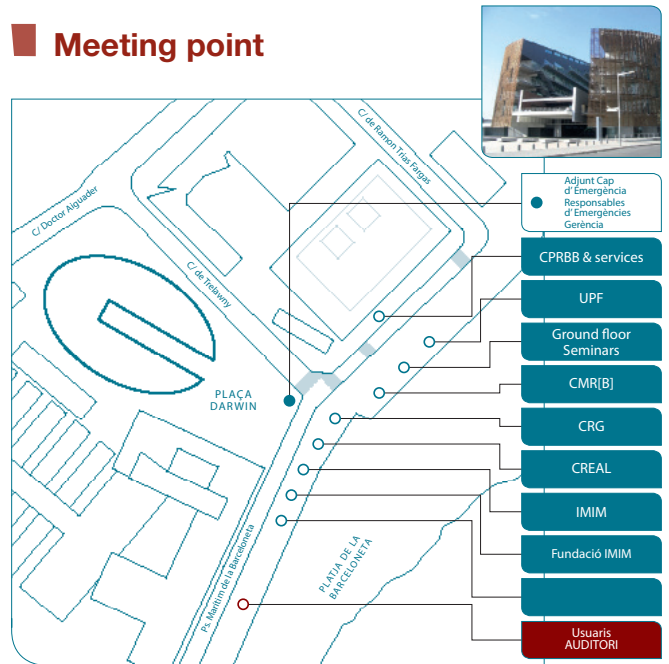 Meeting point
C/ de Ramon Trias Fargas
C/ Doctor Aiguader
C/ de Trelawny
PLAÇA
DARWIN
Ps. Marítim de la Barceloneta
PLATJA DE LA
BARCELONETA
Adjunt Cap
d'Emergència
Responsables
d'Emergències
Gerència
CPRBB & services
UPF
Ground floor
Seminars
CMR[B]
CRG
CREAL
IMIM
Fundació IMIM
Usuaris
AUDITORI